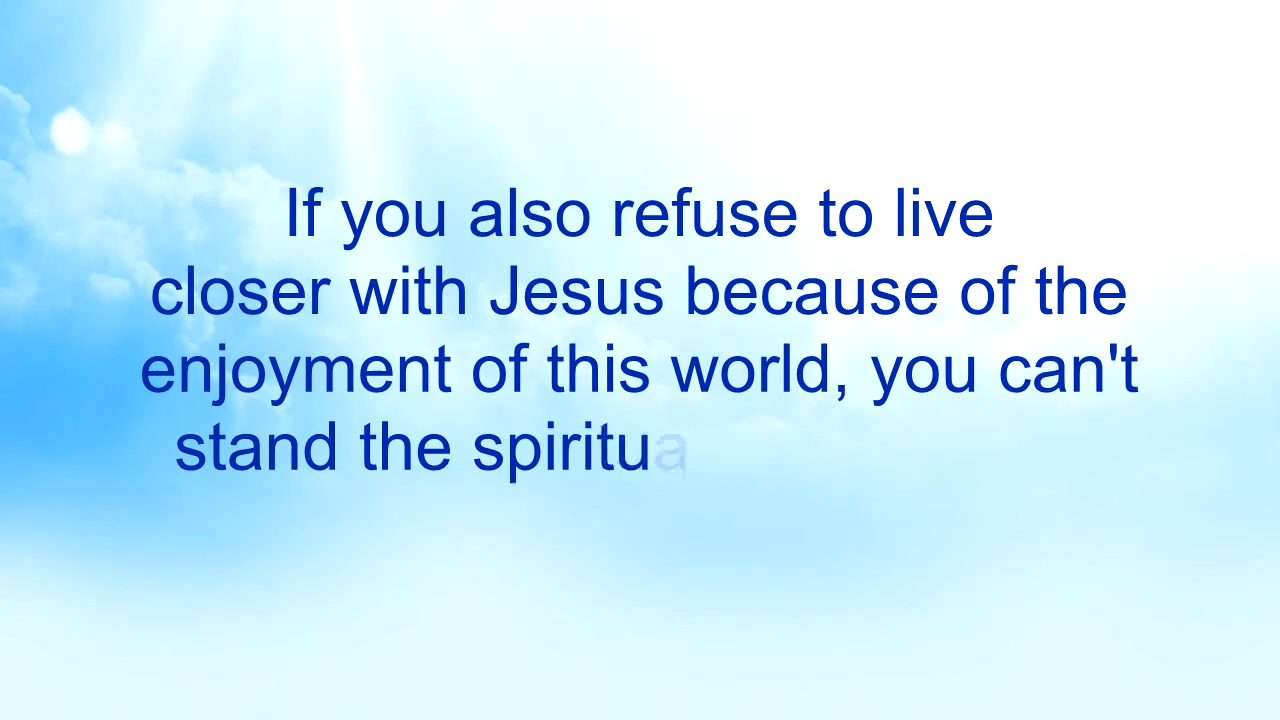 If you also refuse to live
closer with Jesus because of the
enjoyment of this world, you can't
stand the spiritua